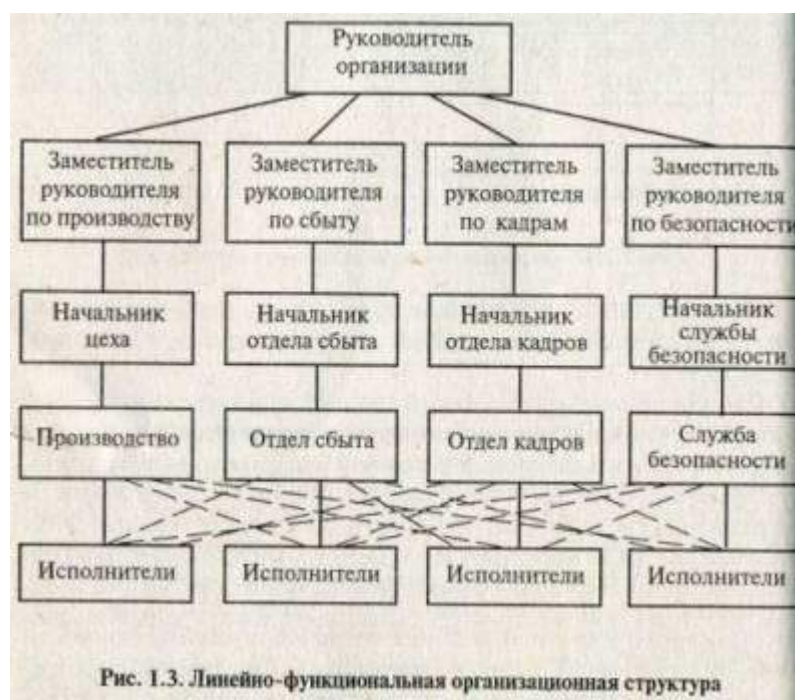 Руководитель
организации
Заместитель
руководителя
по производству
Заместитель
руководителя
по сбыту
Заместитель
руководителя
по кадрам
Заместитель
руководителя
по безопасности
Начальник
цеха
Начальник
отдела сбыта
Начальник
отдела кадров
Начальник
службы
безопасности
Производство
Отдел сбыта
Отдел кадров
Служба
безопасности
Исполнители
Исполнители
Исполнители
Исполнители
Рис. 1.3. Линейно-функциональная организационная структура